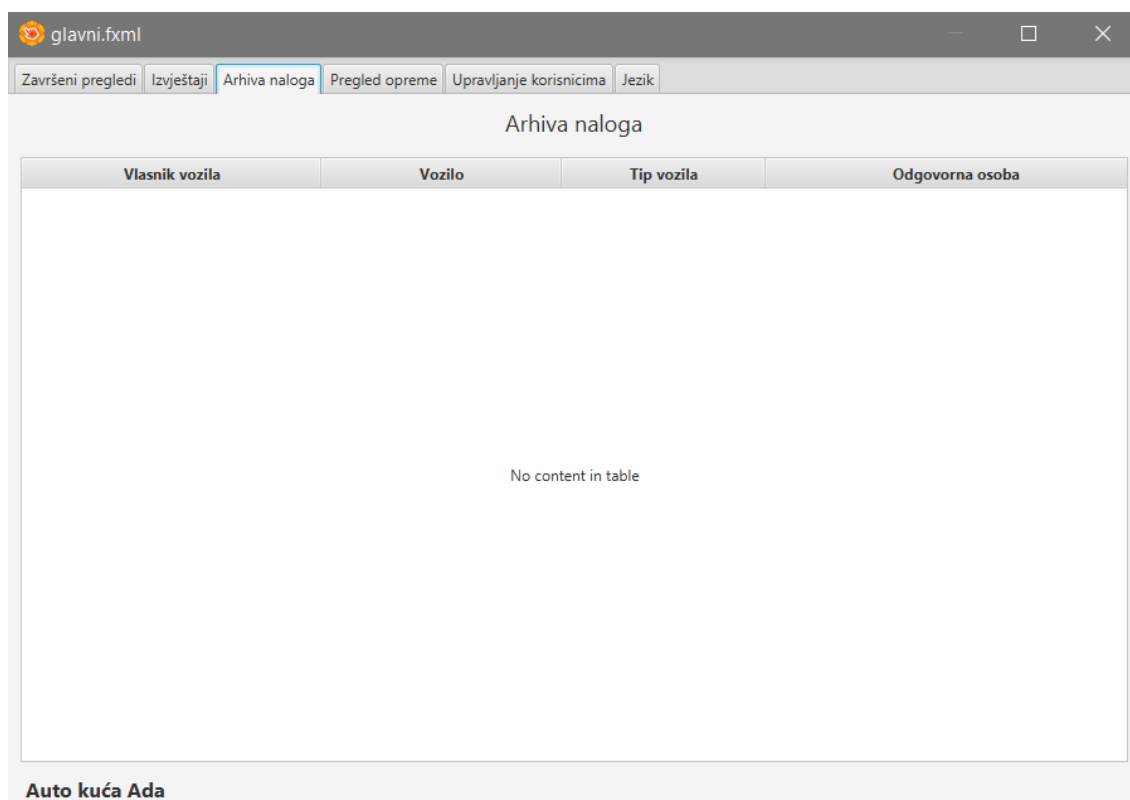 glavni.fxml
Završeni pregledi Izvještaji Arhiva naloga Pregled opreme Upravljanje korisnicima Jezik
Arhiva naloga
Vlasnik vozila Vozilo Tip vozila Odgovorna osoba
No content in table
Auto kuća Ada